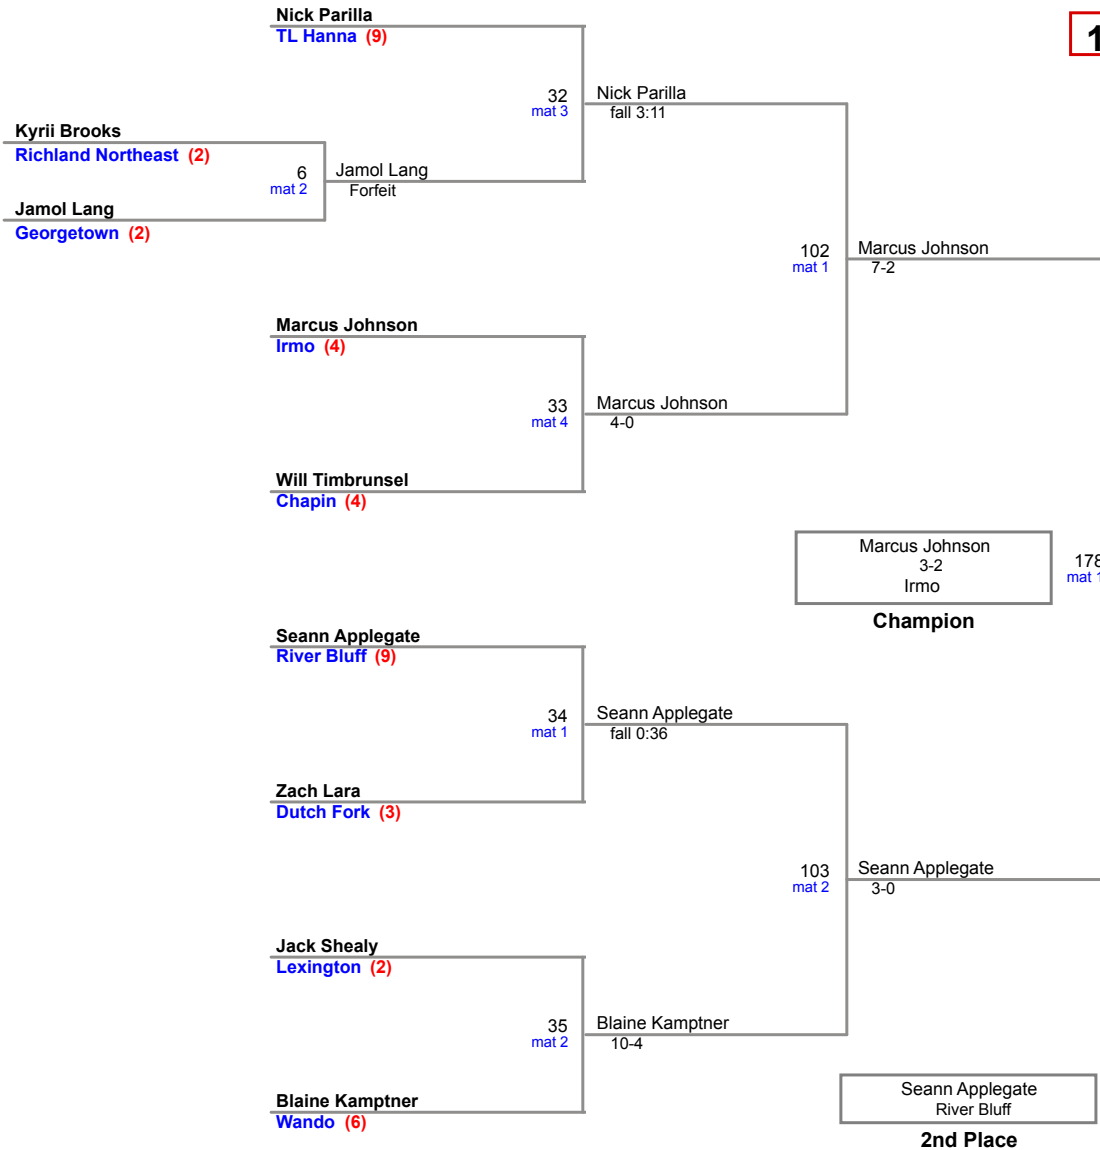 Nick Parilla
TL Hanna (9)
1
32
mat 3
Nick Parilla
fall 3:11
Kyrii Brooks
Richland Northeast (2)
6
mat 2
Jamol Lang
Forfeit
Jamol Lang
Georgetown (2)
102
mat 1
Marcus Johnson
7-2
Marcus Johnson
Irmo (4)
33
mat 4
Marcus Johnson
4-0
Will Timbrunsel
Chapin (4)
Marcus Johnson
3-2
Irmo
178
mat 1
Champion
Seann Applegate
River Bluff (9)
34
mat 1
Seann Applegate
fall 0:36
Zach Lara
Dutch Fork (3)
103
mat 2
Seann Applegate
3-0
Jack Shealy
Lexington (2)
35
mat 2
Blaine Kamptner
10-4
Blaine Kamptner
Wando (6)
Seann Applegate
River Bluff
2nd Place